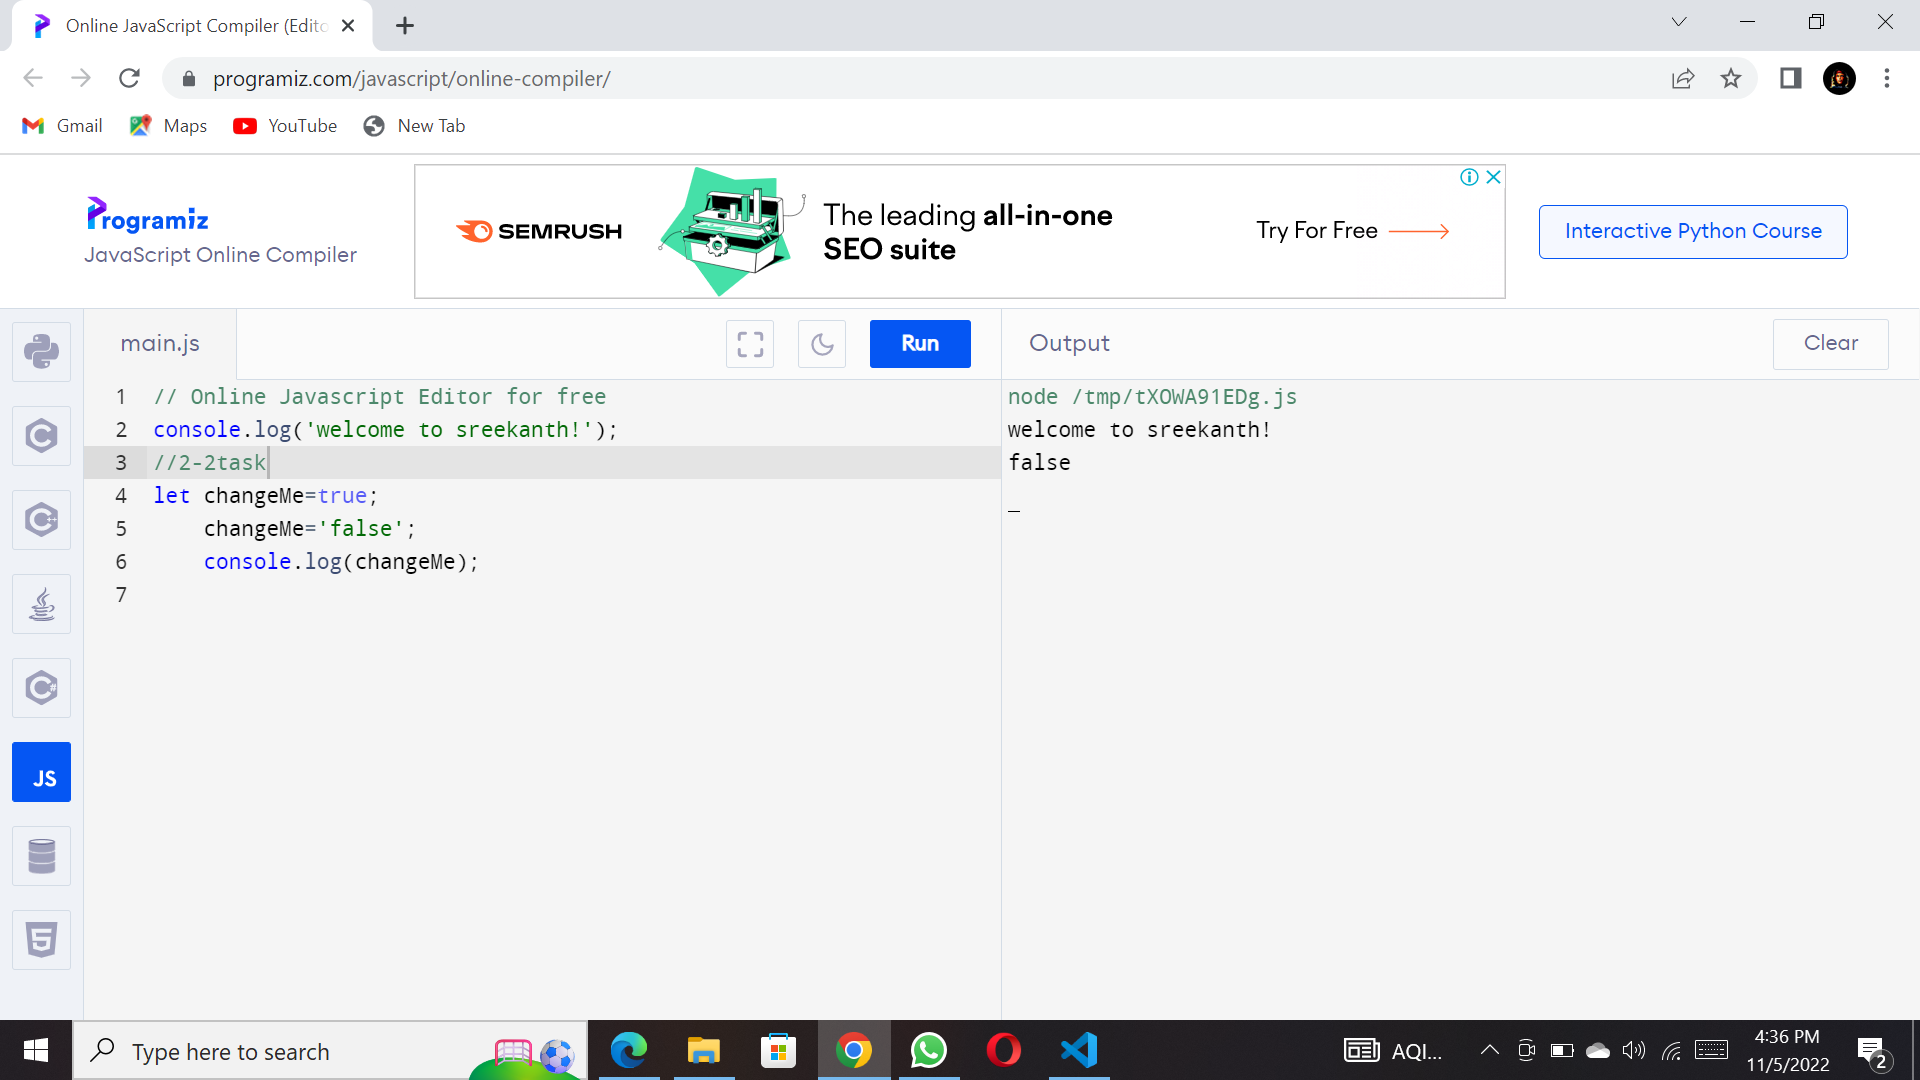 Online JavaScript Compiler (Edito
programiz.com/javascript/online-compiler/
Gmail
Maps
YouTube
New Tab
Programiz
JavaScript Online Compiler
SEMRUSH
The leading all-in-one
SEO suite
Try For Free
Interactive Python Course
main.js
Run
Output
Clear
1 // Online Javascript Editor for free
2 console.log('welcome to sreekanth!');
3 //2-2task
4 let changeMe=true;
5 changeMe='false';
6 console.log(changeMe);
7
node /tmp/tXOWA91EDg.js
welcome to sreekanth!
false
_
C
C++
C#
JS
5
Type here to search
AQI...
4:36 PM
11/5/2022
2